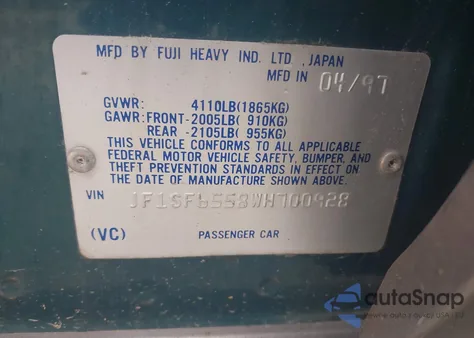 MFD BY FUJI HEAVY IND. LTD., JAPAN
MFD IN 04/97
GVWR: 4110LB(1865KG)
GAWR: FRONT-2005LB( 910KG)
REAR -2105LB( 955KG)
THIS VEHICLE CONFORMS TO ALL APPLICABLE
FEDERAL MOTOR VEHICLE SAFETY, BUMPER, AND
THEFT PREVENTION STANDARDS IN EFFECT ON
THE DATE OF MANUFACTURE SHOWN ABOVE.
VIN JF1SF6558WH700928
(VC) PASSENGER CAR
autoSnap